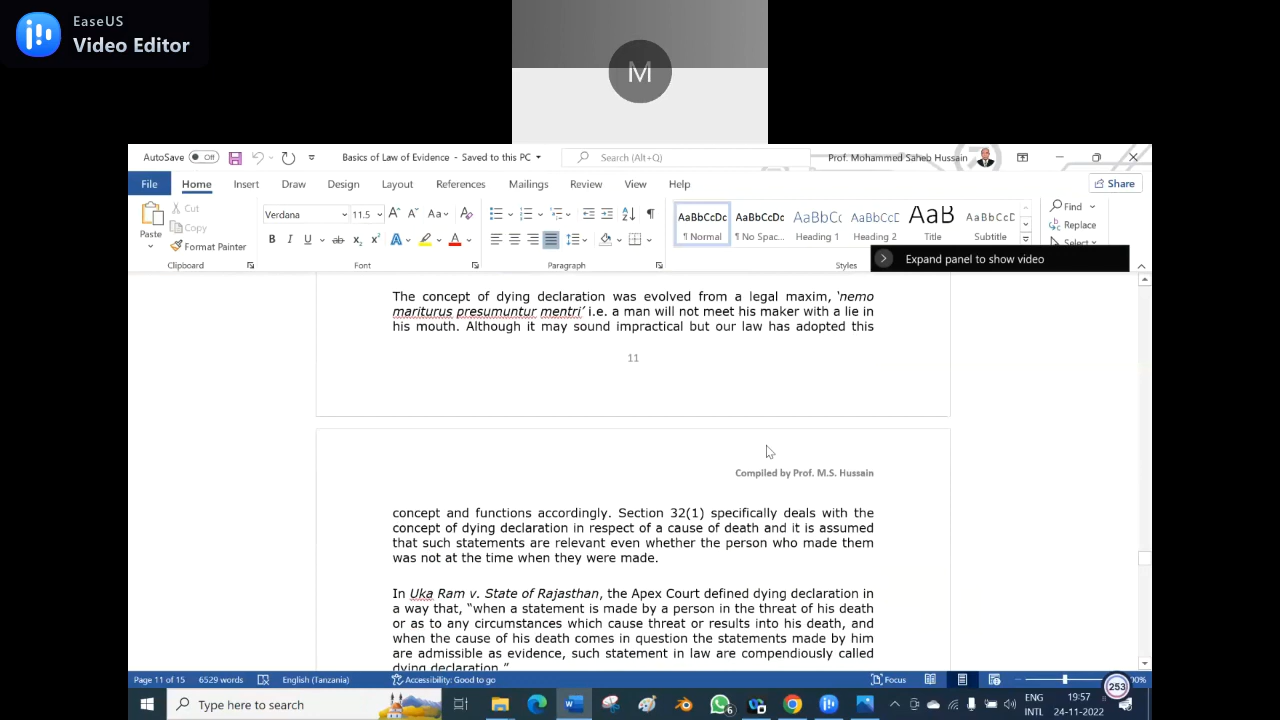 EaseUS
Video Editor
M
AutoSave Off
Basics of Law of Evidence - Saved to this PC
Search (Alt+Q)
Prof. Mohammed Saheb Hussain
File Home Insert Draw Design Layout References Mailings Review View Help
Share
Paste
Cut
Copy
Format Painter
Clipboard
Verdana 11.5
Font
Paragraph
AaBbCcDc AaBbCcDc AaBbCc AaBbCcD AaB AaBbCcD
¶ Normal ¶ No Spac... Heading 1 Heading 2 Title Subtitle
Styles
Find
Replace
Select
Expand panel to show video
The concept of dying declaration was evolved from a legal maxim, ‘nemo
mariturus presumuntur mentri’ i.e. a man will not meet his maker with a lie in
his mouth. Although it may sound impractical but our law has adopted this
11
Compiled by Prof. M.S. Hussain
concept and functions accordingly. Section 32(1) specifically deals with the
concept of dying declaration in respect of a cause of death and it is assumed
that such statements are relevant even whether the person who made them
was not at the time when they were made.
In Uka Ram v. State of Rajasthan, the Apex Court defined dying declaration in
a way that, “when a statement is made by a person in the threat of his death
or as to any circumstances which cause threat or results into his death, and
when the cause of his death comes in question the statements made by him
are admissible as evidence, such statement in law are compendiously called
dying declaration.”
Page 11 of 15 6529 words English (Tanzania) Accessibility: Good to go
Focus
253
Type here to search
6
ENG
INTL
19:57
24-11-2022